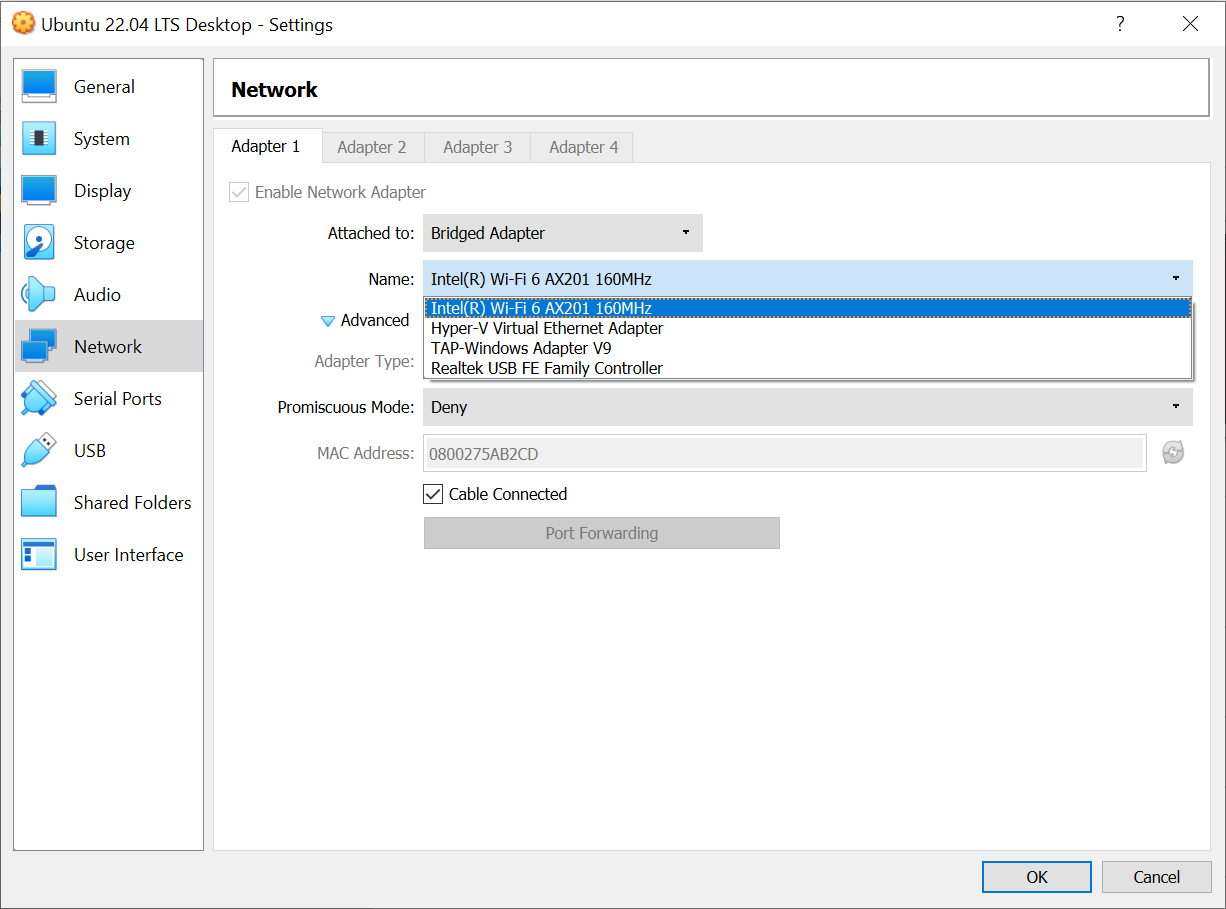 Ubuntu 22.04 LTS Desktop - Settings
?
General
System
Display
Storage
Audio
Network
Serial Ports
USB
Shared Folders
User Interface
Network
Adapter 1
Adapter 2
Adapter 3
Adapter 4
Enable Network Adapter
Attached to: Bridged Adapter
Name: Intel(R) Wi-Fi 6 AX201 160MHz
Intel(R) Wi-Fi 6 AX201 160MHz
Hyper-V Virtual Ethernet Adapter
TAP-Windows Adapter V9
Realtek USB FE Family Controller
Advanced
Adapter Type:
Promiscuous Mode: Deny
MAC Address: 0800275AB2CD
Cable Connected
Port Forwarding
OK
Cancel